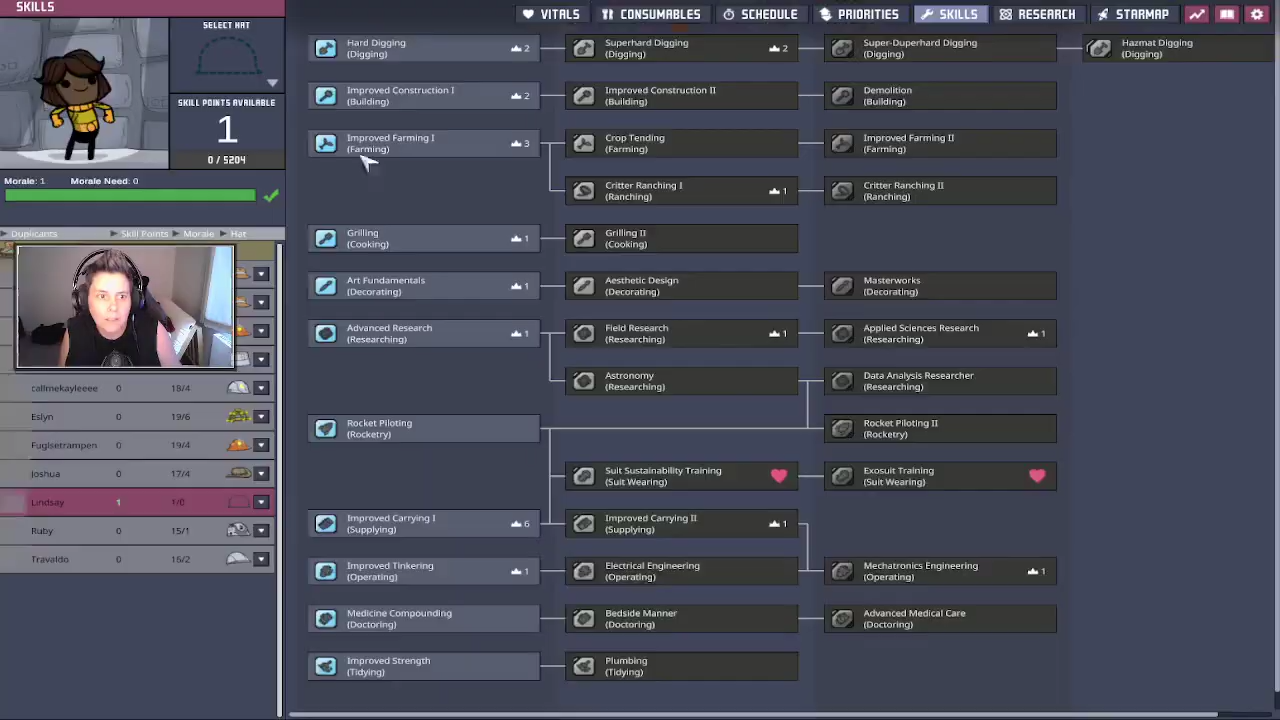 SKILLS
VITALS
CONSUMABLES
SCHEDULE
PRIORITIES
SKILLS
RESEARCH
STARMAP
SELECT HAT
SKILL POINTS AVAILABLE
1
0 / 5204
Morale: 1
Morale Need: 0
Duplicants
Skill Points
Morale
Hat
callmekayleeee 0 18/4
Eslyn 0 19/6
Fuglsetrampen 0 19/4
Joshua 0 17/4
Lindsay 1 1/0
Ruby 0 15/1
Travaldo 0 16/2
Hard Digging
(Digging)
2
Superhard Digging
(Digging)
2
Super-Duperhard Digging
(Digging)
Hazmat Digging
(Digging)
Improved Construction I
(Building)
2
Improved Construction II
(Building)
Demolition
(Building)
Improved Farming I
(Farming)
3
Crop Tending
(Farming)
Improved Farming II
(Farming)
Critter Ranching I
(Ranching)
1
Critter Ranching II
(Ranching)
Grilling
(Cooking)
1
Grilling II
(Cooking)
Art Fundamentals
(Decorating)
1
Aesthetic Design
(Decorating)
Masterworks
(Decorating)
Advanced Research
(Researching)
1
Field Research
(Researching)
1
Applied Sciences Research
(Researching)
1
Astronomy
(Researching)
Data Analysis Researcher
(Researching)
Rocket Piloting
(Rocketry)
Rocket Piloting II
(Rocketry)
Suit Sustainability Training
(Suit Wearing)
Exosuit Training
(Suit Wearing)
Improved Carrying I
(Supplying)
6
Improved Carrying II
(Supplying)
1
Improved Tinkering
(Operating)
1
Electrical Engineering
(Operating)
Mechatronics Engineering
(Operating)
1
Medicine Compounding
(Doctoring)
Bedside Manner
(Doctoring)
Advanced Medical Care
(Doctoring)
Improved Strength
(Tidying)
Plumbing
(Tidying)